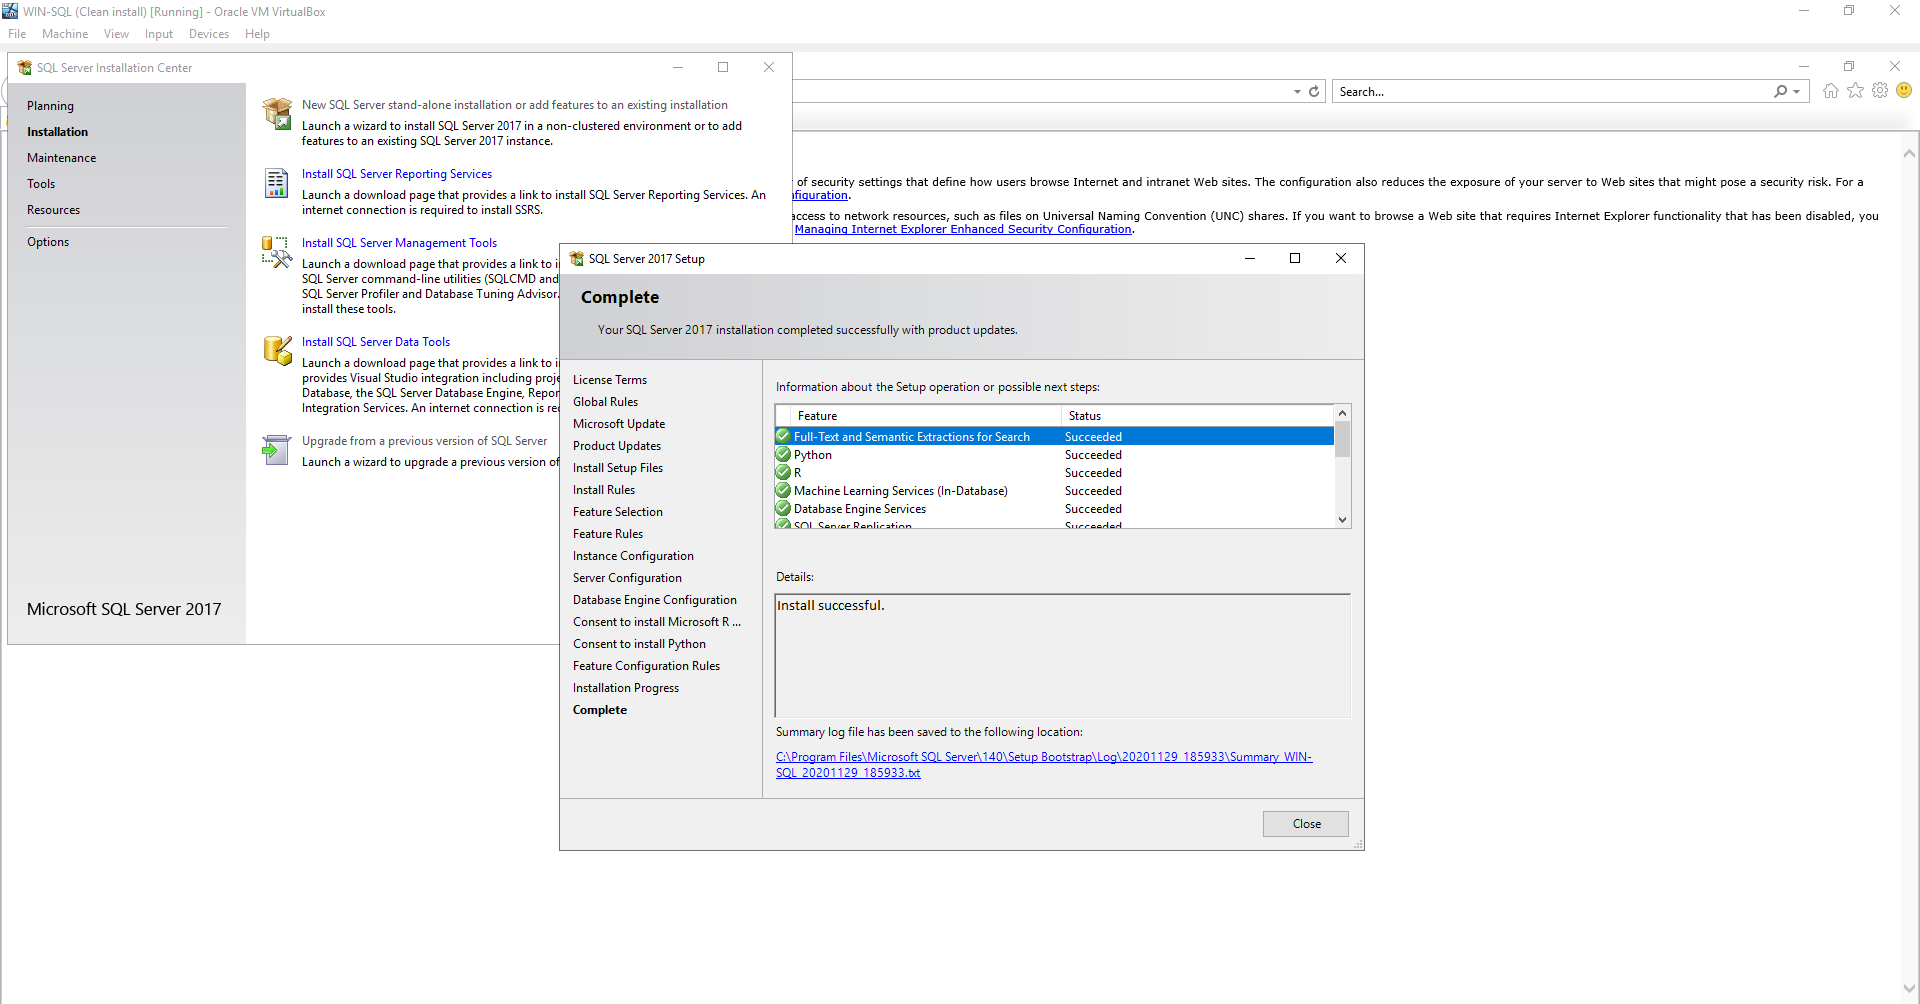 WIN-SQL (Clean install) [Running] - Oracle VM VirtualBox
File Machine View Input Devices Help
SQL Server Installation Center
Planning
Installation
Maintenance
Tools
Resources
Options
Microsoft SQL Server 2017
New SQL Server stand-alone installation or add features to an existing installation
Launch a wizard to install SQL Server 2017 in a non-clustered environment or to add
features to an existing SQL Server 2017 instance.
Install SQL Server Reporting Services
Launch a download page that provides a link to install SQL Server Reporting Services. An
internet connection is required to install SSRS.
Install SQL Server Management Tools
Launch a download page that provides a link to i
SQL Server command-line utilities (SQLCMD and
SQL Server Profiler and Database Tuning Advisor.
install these tools.
Install SQL Server Data Tools
Launch a download page that provides a link to i
provides Visual Studio integration including proje
Database, the SQL Server Database Engine, Repor
Integration Services. An internet connection is re
Upgrade from a previous version of SQL Server
Launch a wizard to upgrade a previous version of
Search...
of security settings that define how users browse Internet and intranet Web sites. The configuration also reduces the exposure of your server to Web sites that might pose a security risk. For a
nfiguration.
access to network resources, such as files on Universal Naming Convention (UNC) shares. If you want to browse a Web site that requires Internet Explorer functionality that has been disabled, you
Managing Internet Explorer Enhanced Security Configuration.
SQL Server 2017 Setup
Complete
Your SQL Server 2017 installation completed successfully with product updates.
License Terms
Global Rules
Microsoft Update
Product Updates
Install Setup Files
Install Rules
Feature Selection
Feature Rules
Instance Configuration
Server Configuration
Database Engine Configuration
Consent to install Microsoft R ...
Consent to install Python
Feature Configuration Rules
Installation Progress
Complete
Information about the Setup operation or possible next steps:
Feature Status
Full-Text and Semantic Extractions for Search Succeeded
Python Succeeded
R Succeeded
Machine Learning Services (In-Database) Succeeded
Database Engine Services Succeeded
SQL Server Replication Succeeded
Details:
Install successful.
Summary log file has been saved to the following location:
C:\Program Files\Microsoft SQL Server\140\Setup Bootstrap\Log\20201129_185933\Summary_WIN-
SQL_20201129_185933.txt
Close